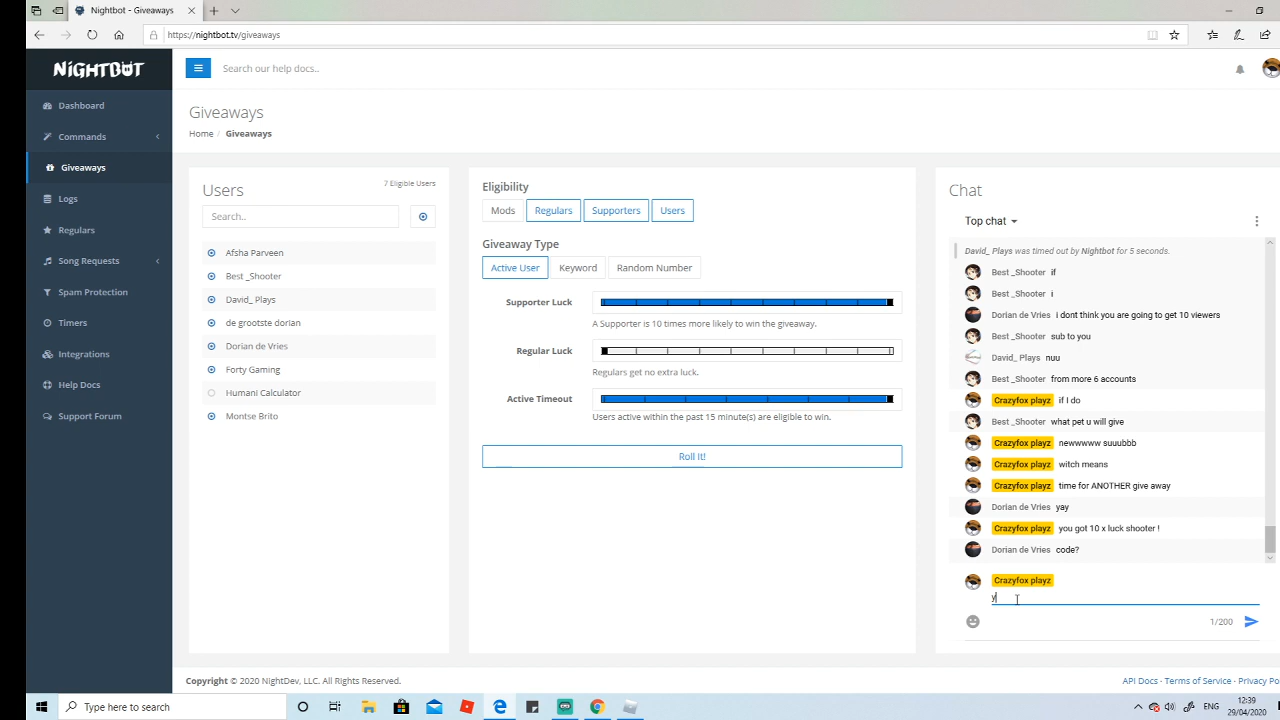 Nightbot - Giveaways
https://nightbot.tv/giveaways
NiGHTBOT
Search our help docs..
Dashboard
Commands
Giveaways
Logs
Regulars
Song Requests
Spam Protection
Timers
Integrations
Help Docs
Support Forum
Giveaways
Home / Giveaways
Users
7 Eligible Users
Search..
Afsha Parveen
Best _Shooter
David_ Plays
de grootste dorian
Dorian de Vries
Forty Gaming
Humani Calculator
Montse Brito
Eligibility
Mods Regulars Supporters Users
Giveaway Type
Active User Keyword Random Number
Supporter Luck
A Supporter is 10 times more likely to win the giveaway.
Regular Luck
Regulars get no extra luck.
Active Timeout
Users active within the past 15 minute(s) are eligible to win.
Roll It!
Chat
Top chat
David_ Plays was timed out by Nightbot for 5 seconds.
Best _Shooter if
Best _Shooter i
Dorian de Vries i dont think you are going to get 10 viewers
Best _Shooter sub to you
David_ Plays nuu
Best _Shooter from more 6 accounts
Crazyfox playz if I do
Best _Shooter what pet u will give
Crazyfox playz newwwww suuubbb
Crazyfox playz witch means
Crazyfox playz time for ANOTHER give away
Dorian de Vries yay
Crazyfox playz you got 10 x luck shooter !
Dorian de Vries code?
Crazyfox playz
y
1/200
Copyright © 2020 NightDev, LLC. All Rights Reserved.
API Docs · Terms of Service · Privacy Po
Type here to search
ENG
12:39
29/04/2020